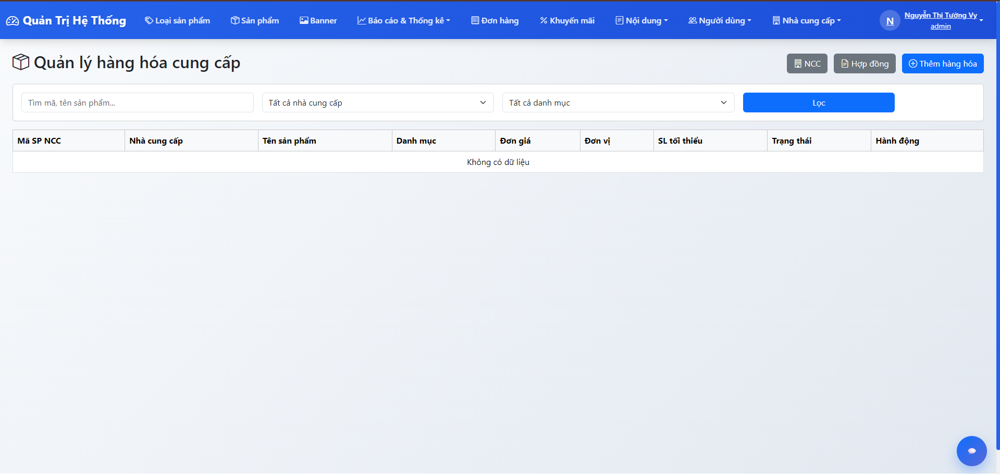 Quản Trị Hệ Thống
Loại sản phẩm
Sản phẩm
Banner
Báo cáo & Thống kê
Đơn hàng
Khuyến mãi
Nội dung
Người dùng
Nhà cung cấp
N
Nguyễn Thị Tường Vy
admin
Quản lý hàng hóa cung cấp
NCC
Hợp đồng
Thêm hàng hóa
Tìm mã, tên sản phẩm...
Tất cả nhà cung cấp
Tất cả danh mục
Lọc
Mã SP NCC
Nhà cung cấp
Tên sản phẩm
Danh mục
Đơn giá
Đơn vị
SL tối thiểu
Trạng thái
Hành động
Không có dữ liệu